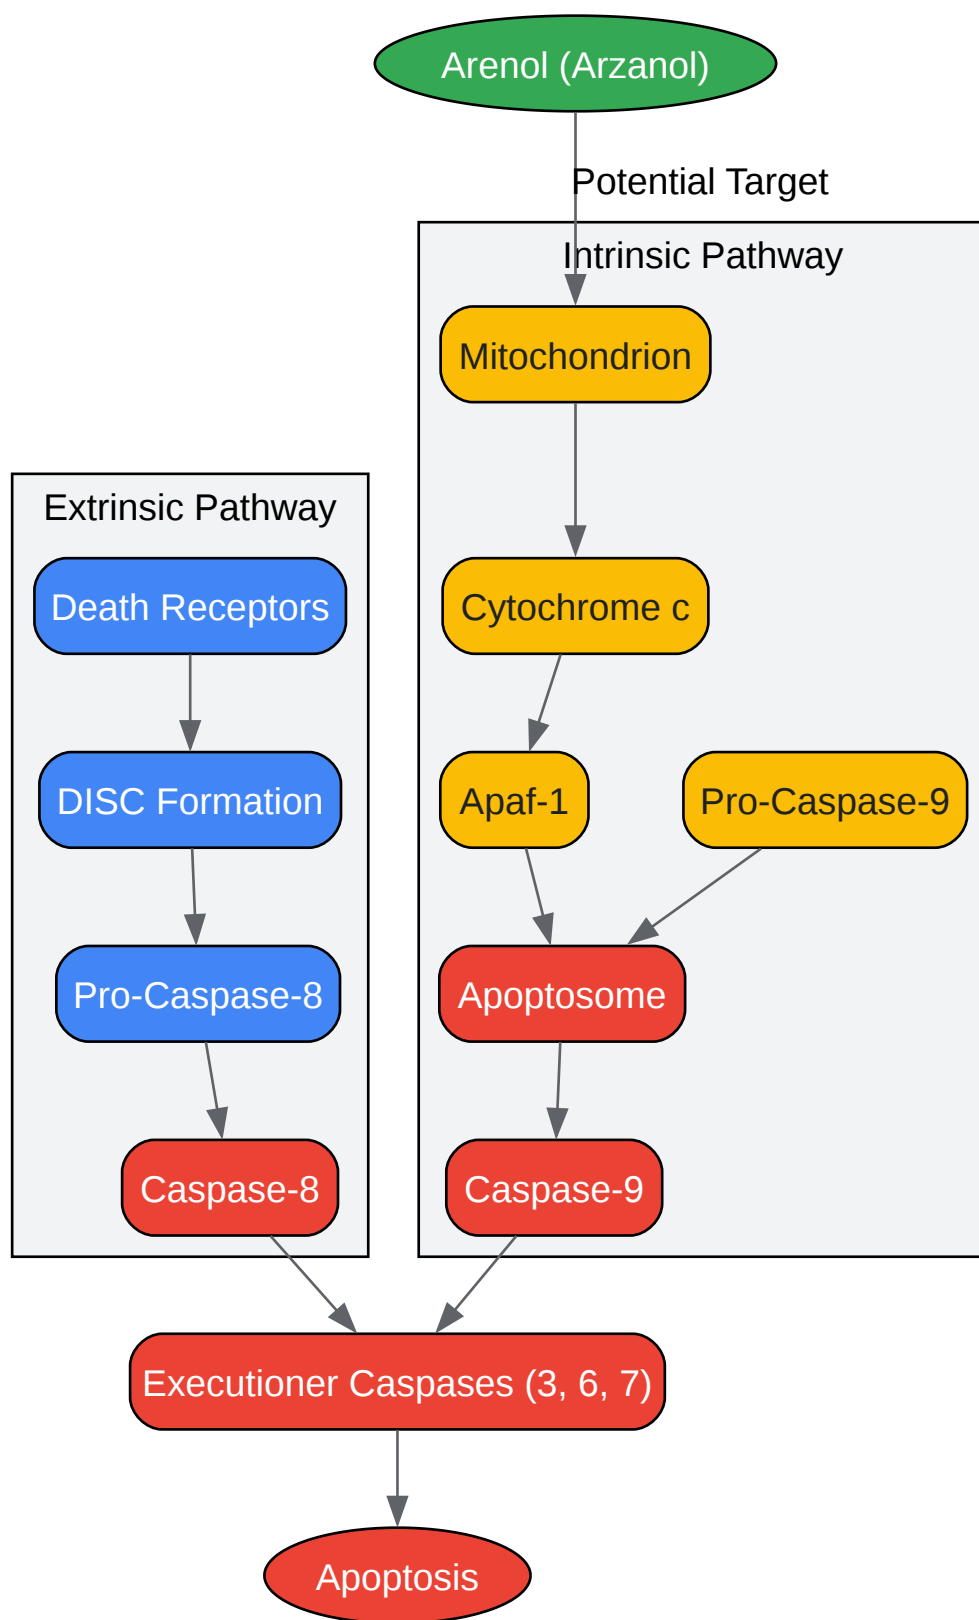 Arenol (Arzanol)
Potential Target
Intrinsic Pathway
Mitochondrion
Extrinsic Pathway
Death Receptors
Cytochrome c
DISC Formation
Apaf-1
Pro-Caspase-9
Pro-Caspase-8
Apoptosome
Caspase-8
Caspase-9
Executioner Caspases (3, 6, 7)
Apoptosis